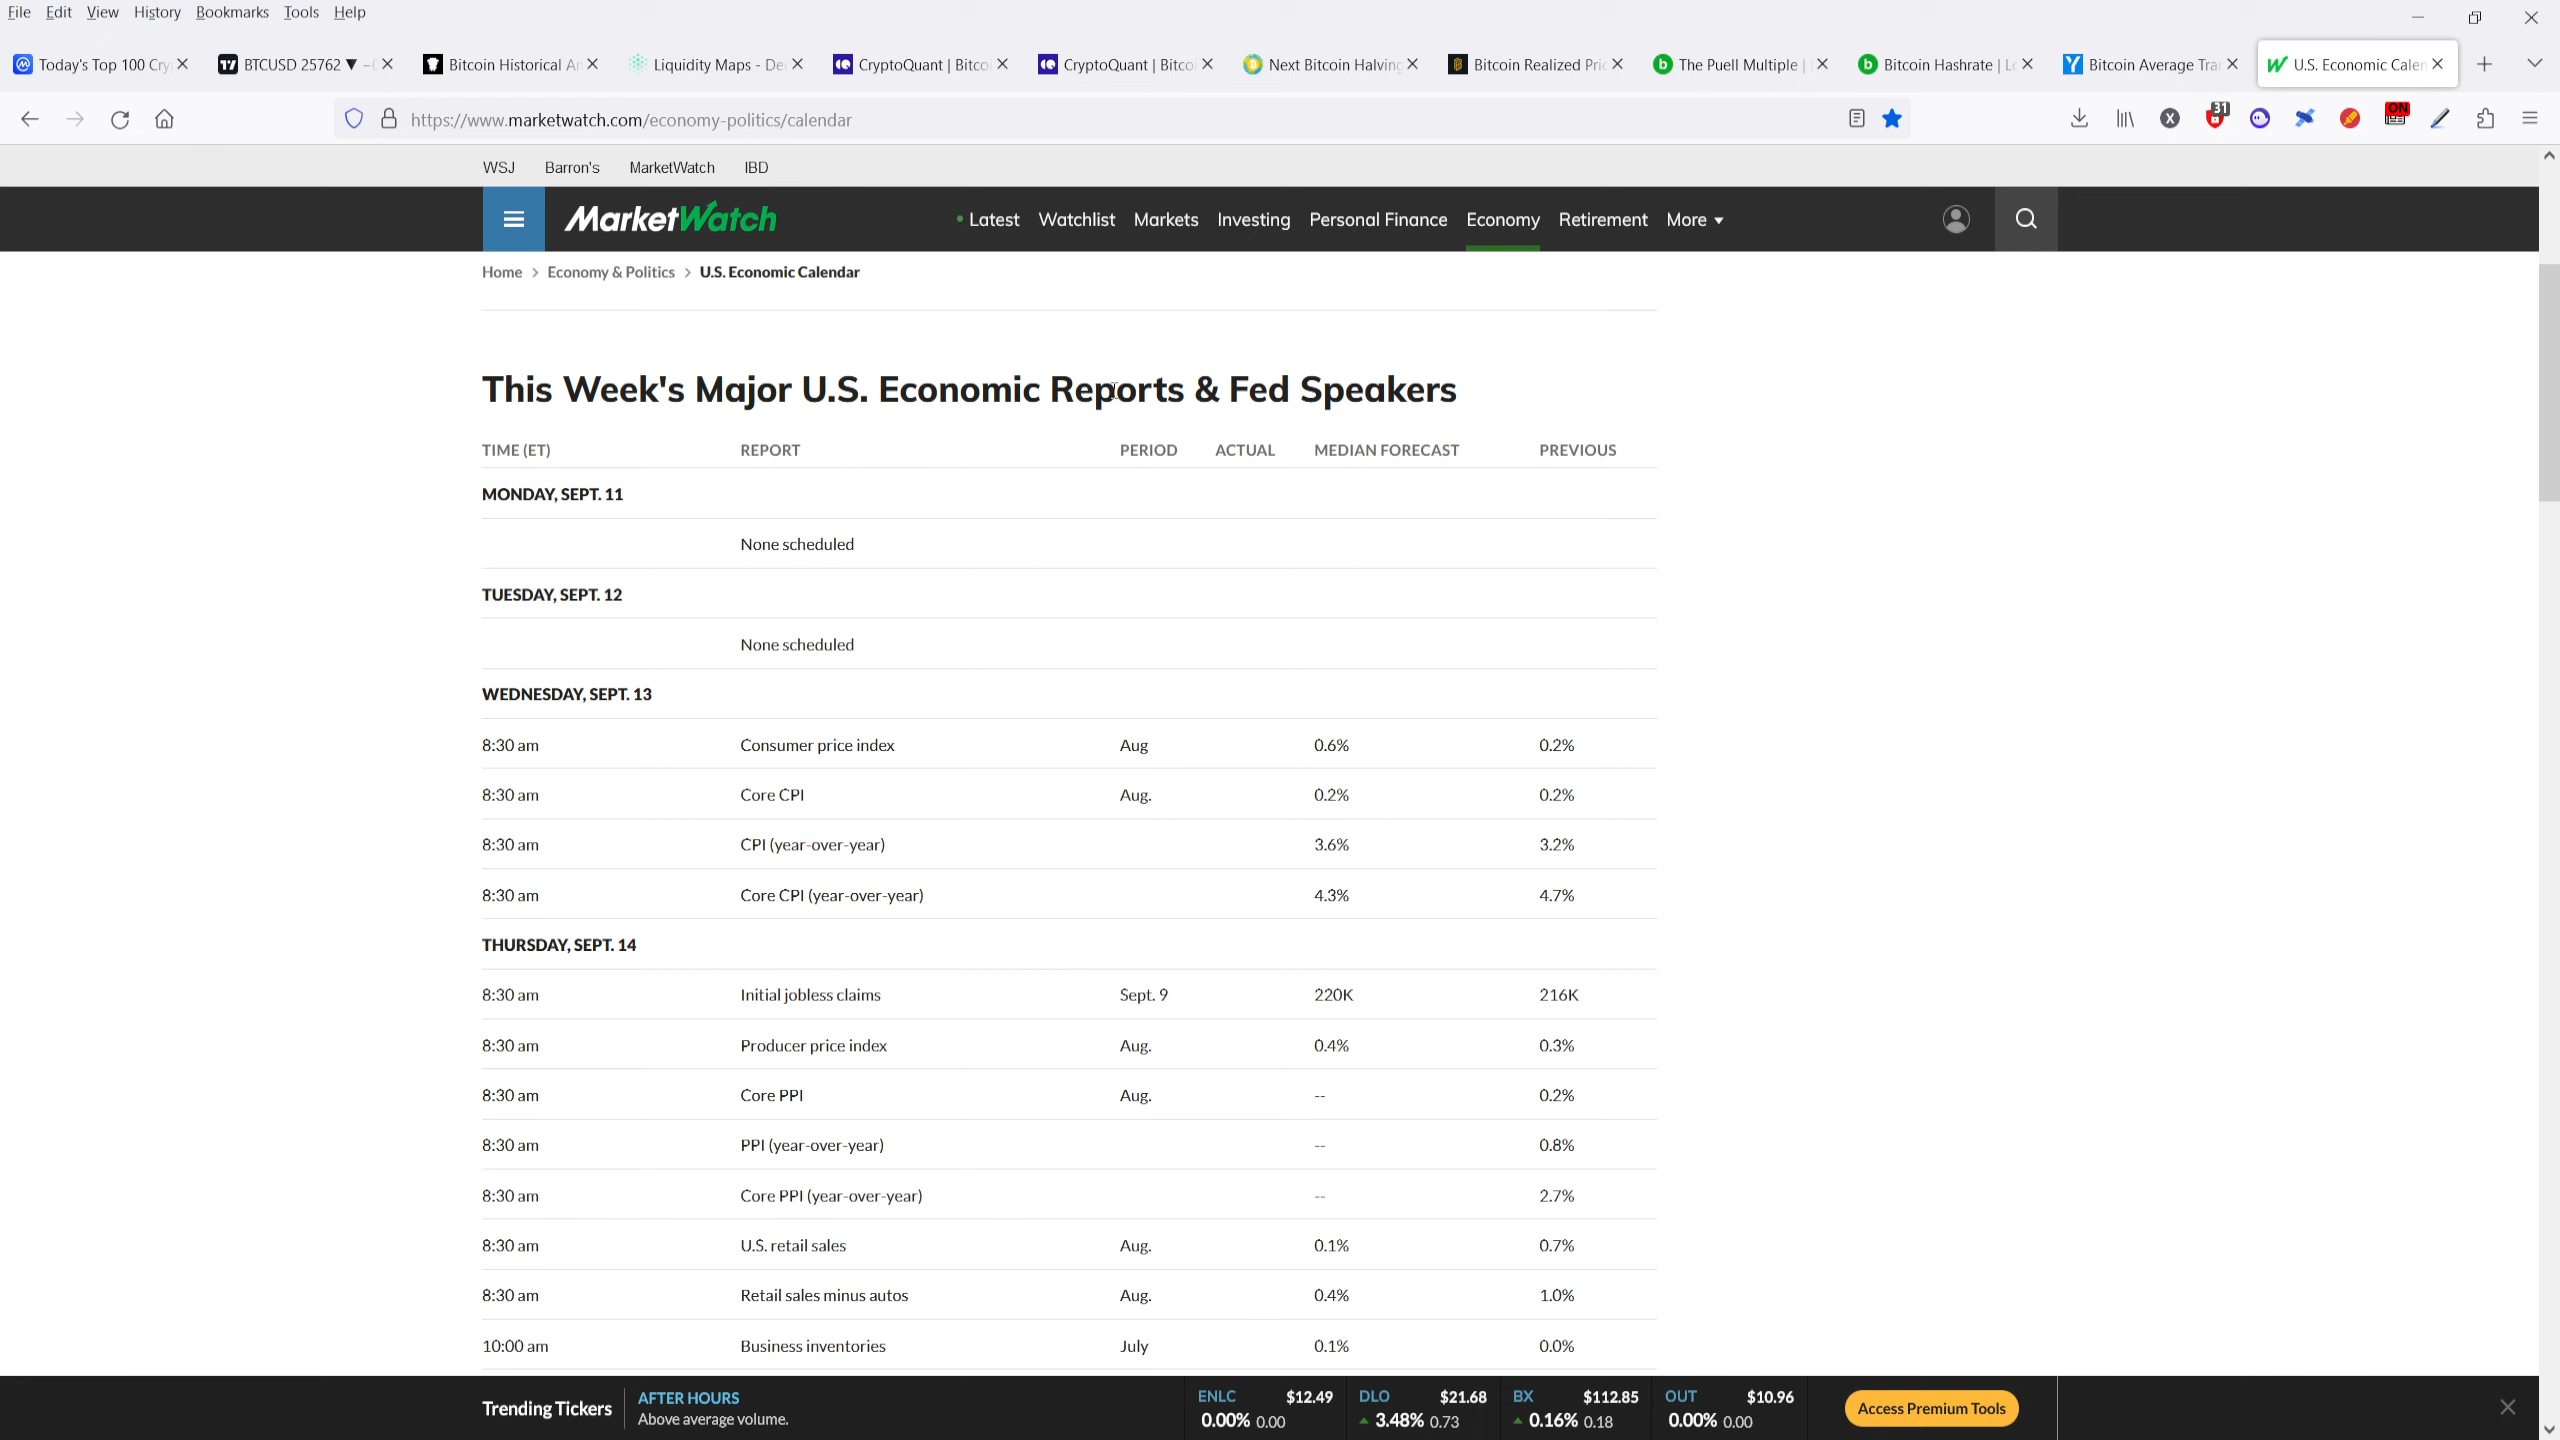 File Edit View History Bookmarks Tools Help
Today's Top 100 Cry BTCUSD 25762 ▼ Bitcoin Historical Liquidity Maps - De CryptoQuant | Bitco CryptoQuant | Bitco Next Bitcoin Halving Bitcoin Realized Pric The Puell Multiple | Bitcoin Hashrate | Bitcoin Average Tra U.S. Economic Calen
https://www.marketwatch.com/economy-politics/calendar 31 ON
WSJ Barron's MarketWatch IBD
MarketWatch • Latest Watchlist Markets Investing Personal Finance Economy Retirement More
Home > Economy & Politics > U.S. Economic Calendar
This Week's Major U.S. Economic Reports & Fed Speakers
TIME (ET) REPORT PERIOD ACTUAL MEDIAN FORECAST PREVIOUS
MONDAY, SEPT. 11
None scheduled
TUESDAY, SEPT. 12
None scheduled
WEDNESDAY, SEPT. 13
8:30 am Consumer price index Aug 0.6% 0.2%
8:30 am Core CPI Aug. 0.2% 0.2%
8:30 am CPI (year-over-year) 3.6% 3.2%
8:30 am Core CPI (year-over-year) 4.3% 4.7%
THURSDAY, SEPT. 14
8:30 am Initial jobless claims Sept. 9 220K 216K
8:30 am Producer price index Aug. 0.4% 0.3%
8:30 am Core PPI Aug. -- 0.2%
8:30 am PPI (year-over-year) -- 0.8%
8:30 am Core PPI (year-over-year) -- 2.7%
8:30 am U.S. retail sales Aug. 0.1% 0.7%
8:30 am Retail sales minus autos Aug. 0.4% 1.0%
10:00 am Business inventories July 0.1% 0.0%
Trending Tickers AFTER HOURS ENLC $12.49 DLO $21.68 BX $112.85 OUT $10.96 Access Premium Tools
Above average volume. 0.00% 0.00 3.48% 0.73 0.16% 0.18 0.00% 0.00